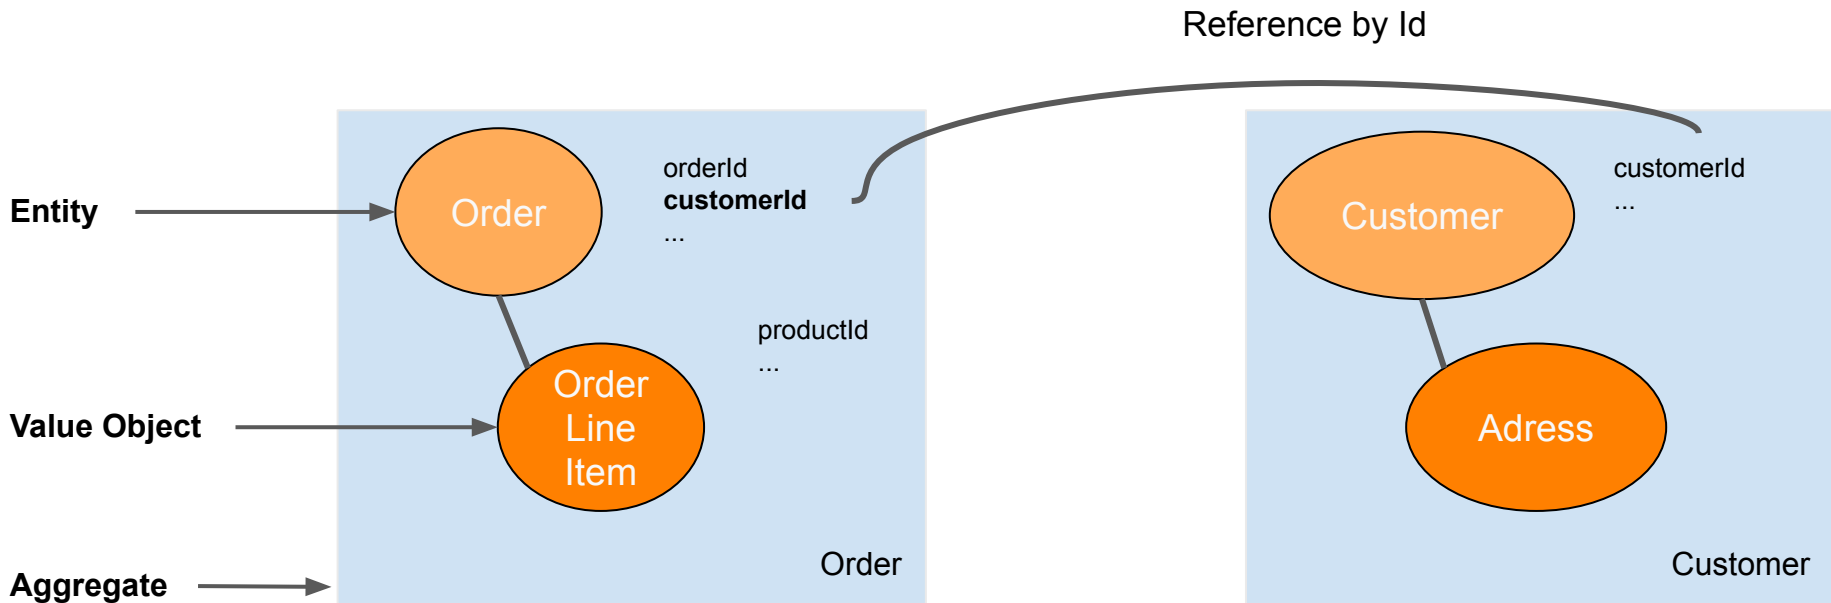 Reference by Id
Entity
Order
orderId
customerId
...
Customer
customerId
...
productId
...
Value Object
Order
Line
Item
Adress
Aggregate
Order
Customer